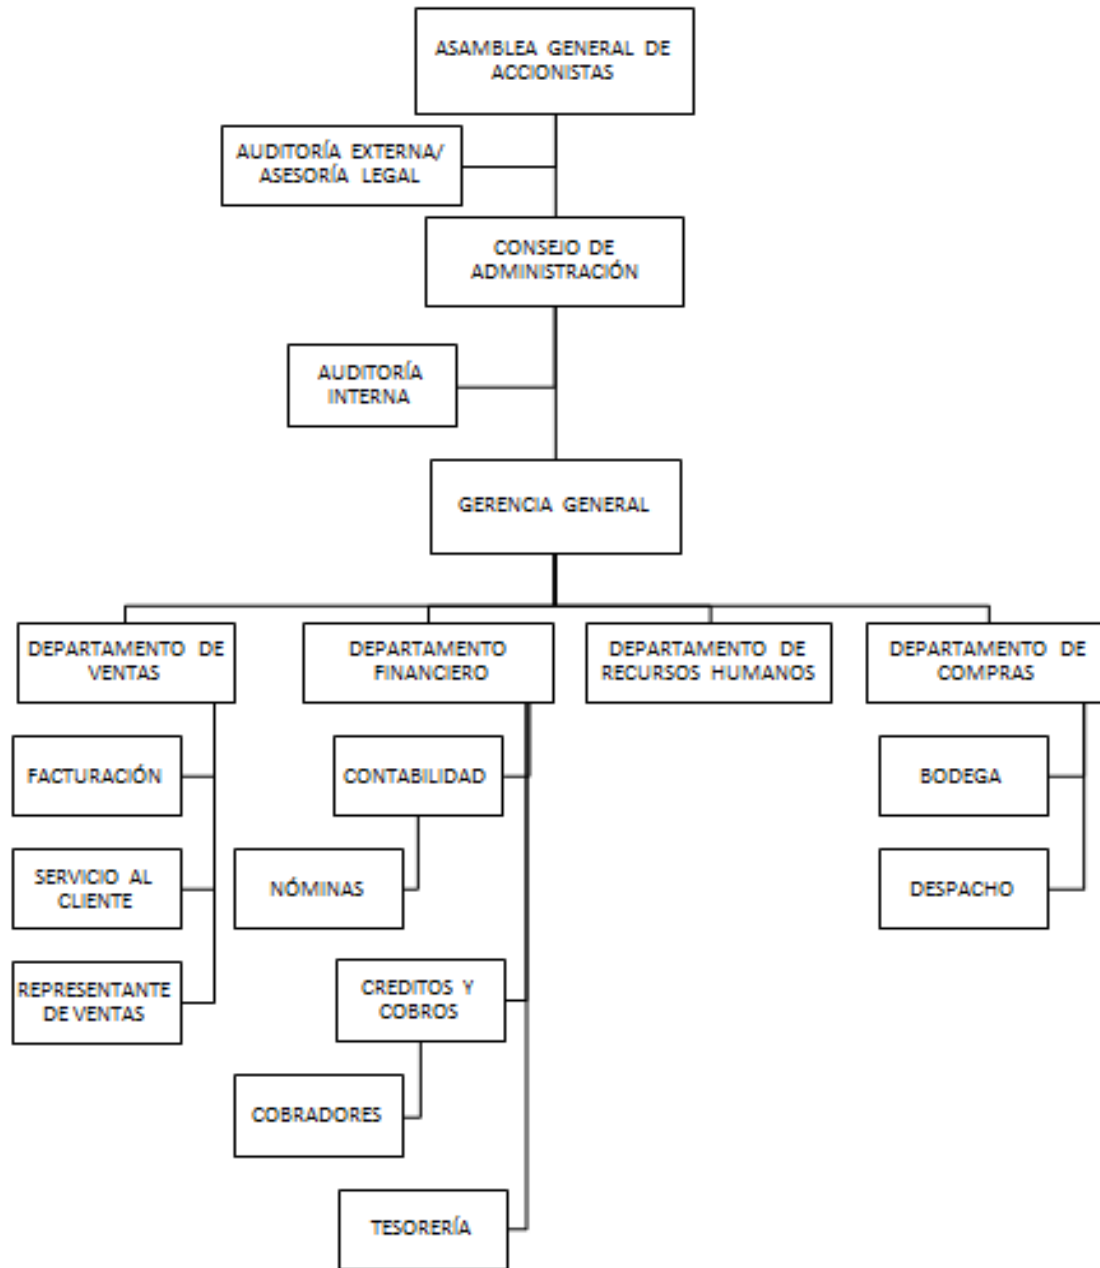 ASAMBLEA GENERAL DE
ACCIONISTAS
AUDITORÍA EXTERNA/
ASESORÍA LEGAL
CONSEJO DE
ADMINISTRACIÓN
AUDITORÍA
INTERNA
GERENCIA GENERAL
DEPARTAMENTO DE
VENTAS
DEPARTAMENTO
FINANCIERO
DEPARTAMENTO DE
RECURSOS HUMANOS
DEPARTAMENTO DE
COMPRAS
FACTURACIÓN
CONTABILIDAD
BODEGA
SERVICIO AL
CLIENTE
NÓMINAS
DESPACHO
REPRESENTANTE
DE VENTAS
CREDITOS Y
COBROS
COBRADORES
TESORERÍA